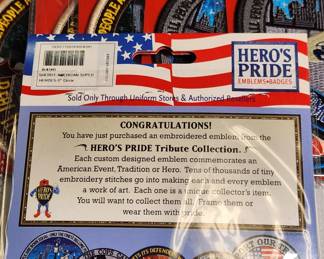 PEOPLE
HERO'S
PRIDE
EMBLEMS • BADGES
Sold Only Through Uniform Stores & Authorized Resellers
CONGRATULATIONS!
You have just purchased an embroidered emblem from the
HERO'S PRIDE Tribute Collection.
Each custom designed emblem commemorates an
American Event, Tradition or Hero. Tens of thousands of tiny
embroidery stitches go into making each and every emblem
a work of art. Each one is a unique collector's item.
You will want to collect them all. Frame them or
wear them with pride.
HERO'S
PRIDE